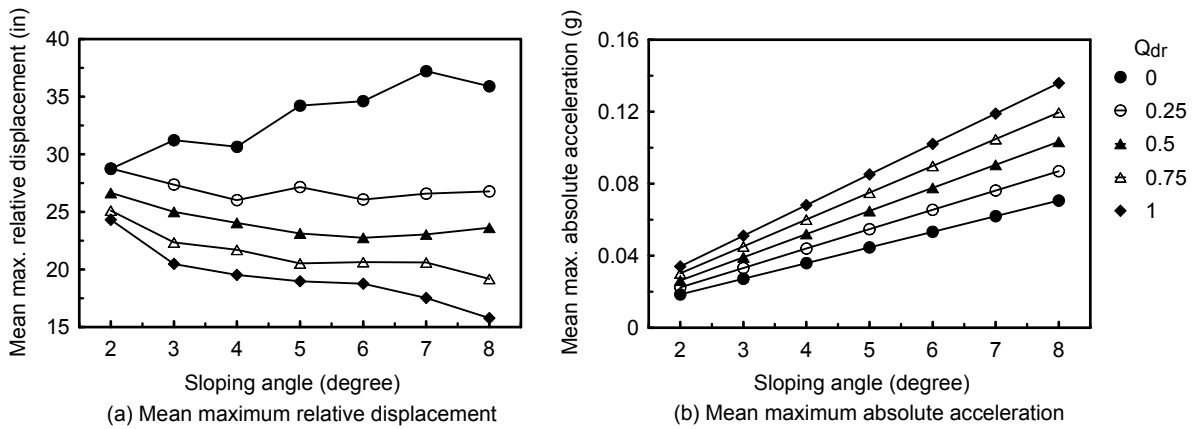 Mean max. relative displacement (in)
40
35
30
25
20
15
2 3 4 5 6 7 8
Sloping angle (degree)
(a) Mean maximum relative displacement
Mean max. absolute acceleration (g)
0.16
0.12
0.08
0.04
0
2 3 4 5 6 7 8
Sloping angle (degree)
(b) Mean maximum absolute acceleration
Qdr
0
0.25
0.5
0.75
1